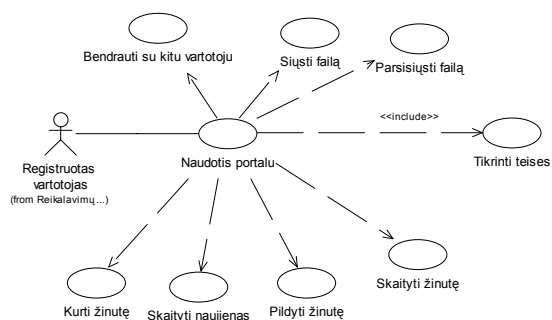 Bendrauti su kitu vartotoju
Siųsti failą
Parsisiųsti failą
<<include>>
Registruotas
vartotojas
(from Reikalavimų...)
Naudotis portalu
Tikrinti teises
Kurti žinutę
Skaityti naujienas
Pildyti žinutę
Skaityti žinutę